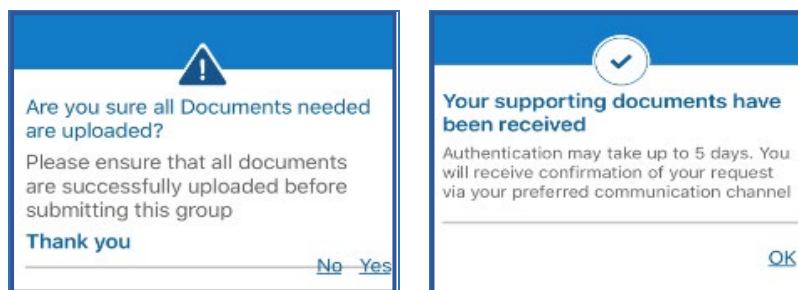 Are you sure all Documents needed
are uploaded?
Please ensure that all documents
are successfully uploaded before
submitting this group
Thank you
No Yes
Your supporting documents have
been received
Authentication may take up to 5 days. You
will receive confirmation of your request
via your preferred communication channel
OK